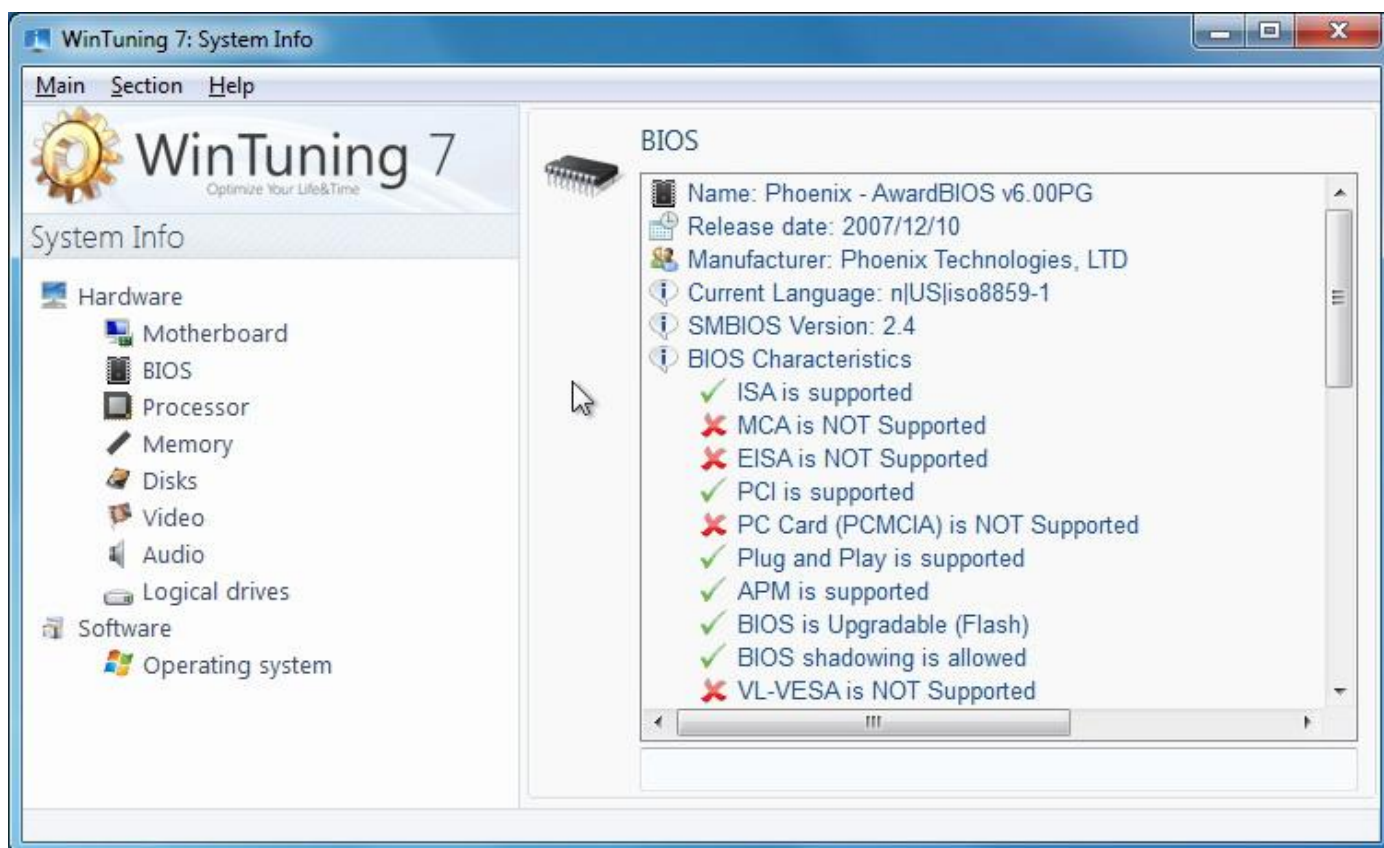 WinTuning 7: System Info
Main Section Help
WinTuning 7
Optimize Your Life&Time
System Info
Hardware
Motherboard
BIOS
Processor
Memory
Disks
Video
Audio
Logical drives
Software
Operating system
BIOS
Name: Phoenix - AwardBIOS v6.00PG
Release date: 2007/12/10
Manufacturer: Phoenix Technologies, LTD
Current Language: n|US|iso8859-1
SMBIOS Version: 2.4
BIOS Characteristics
ISA is supported
MCA is NOT Supported
EISA is NOT Supported
PCI is supported
PC Card (PCMCIA) is NOT Supported
Plug and Play is supported
APM is supported
BIOS is Upgradable (Flash)
BIOS shadowing is allowed
VL-VESA is NOT Supported